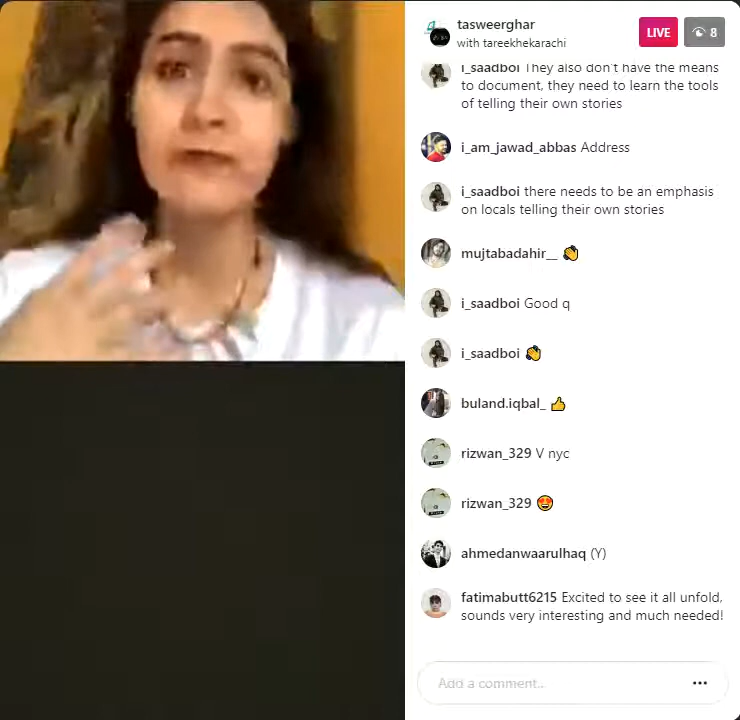 tasweerghar
with tareekhekarachi
LIVE
8
i_saadboi They also don't have the means
to document, they need to learn the tools
of telling their own stories
i_am_jawad_abbas Address
i_saadboi there needs to be an emphasis
on locals telling their own stories
mujtabadahir__ 👏
i_saadboi Good q
i_saadboi 👏
buland.iqbal_ 👍
rizwan_329 V nyc
rizwan_329 😍
ahmedanwaarulhaq (Y)
fatimabutt6215 Excited to see it all unfold,
sounds very interesting and much needed!
Add a comment...